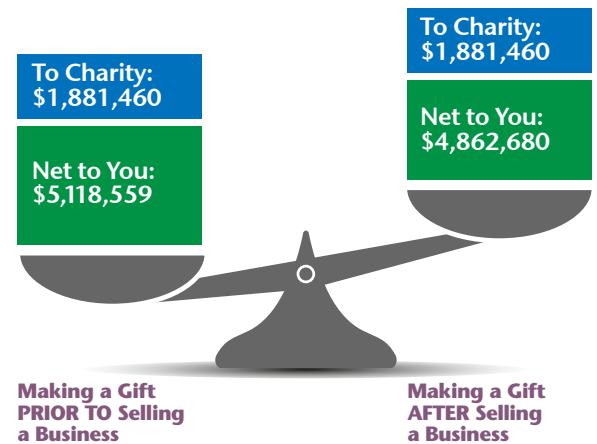 To Charity:
$1,881,460
Net to You:
$5,118,559
To Charity:
$1,881,460
Net to You:
$4,862,680
Making a Gift
PRIOR TO Selling
a Business
Making a Gift
AFTER Selling
a Business